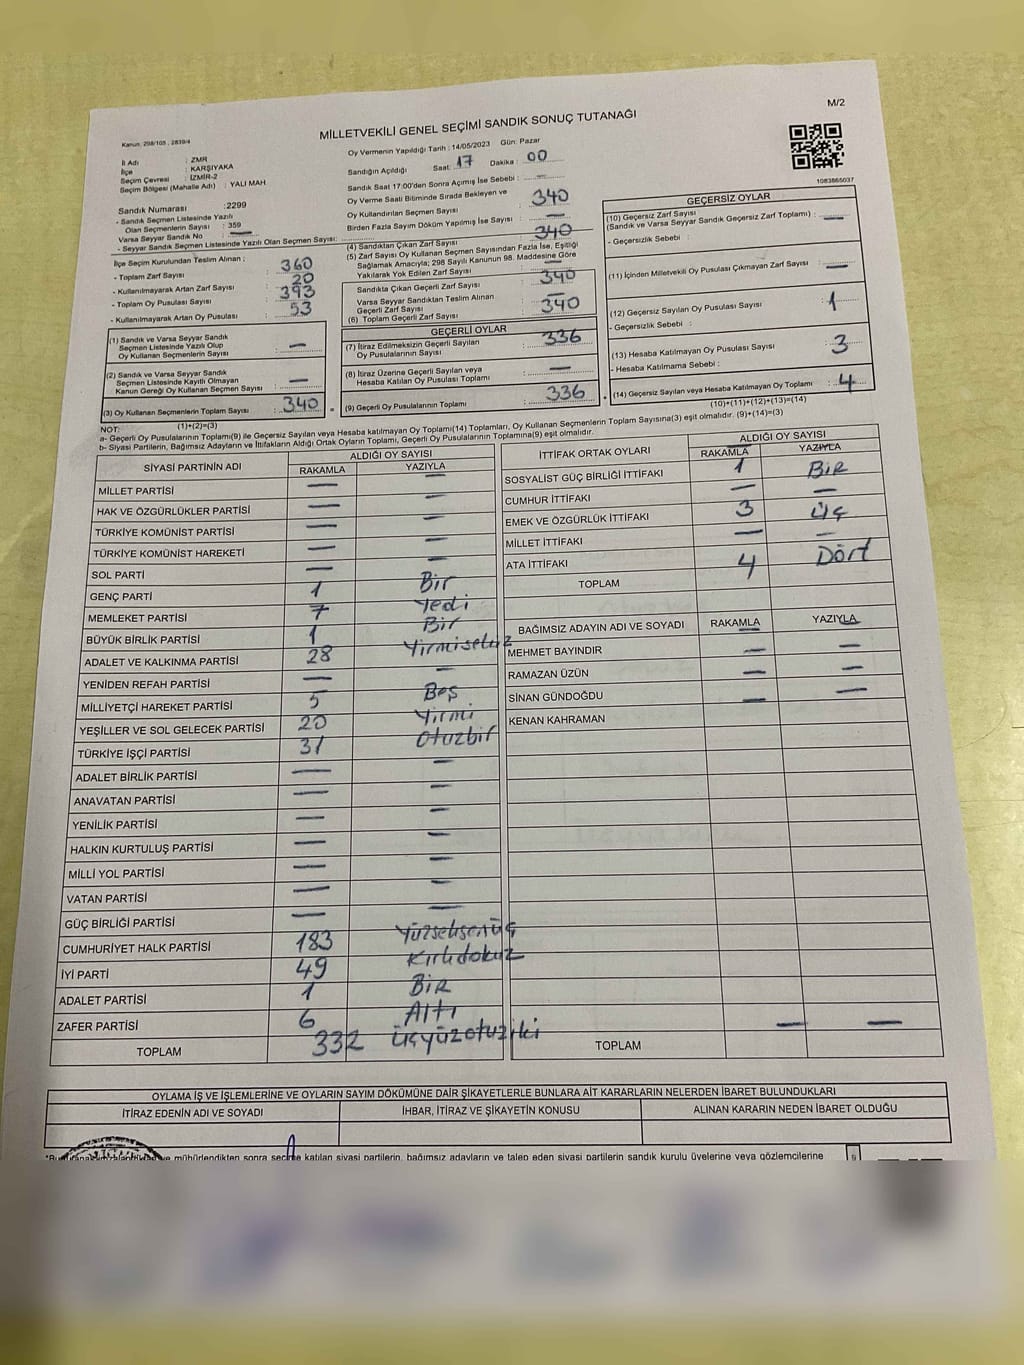 M/2
Kanun: 298/105 , 2839/4
MİLLETVEKİLİ GENEL SEÇİMİ SANDIK SONUÇ TUTANAĞI
İl Adı : ZMR
İlçe : KARŞIYAKA
Seçim Çevresi : İZMİR-2
Seçim Bölgesi (Mahalle Adı) : YALI MAH
Sandık Numarası :2299
- Sandık Seçmen Listesinde Yazılı
Olan Seçmenlerin Sayısı : 359
Varsa Seyyar Sandık No : —
- Seyyar Sandık Seçmen Listesinde Yazılı Olan Seçmen Sayısı:
İlçe Seçim Kurulundan Teslim Alınan ;
- Toplam Zarf Sayısı : 360
- Kullanılmayarak Artan Zarf Sayısı : 20
- Toplam Oy Pusulası Sayısı : 393
- Kullanılmayarak Artan Oy Pusulası : 53
(1) Sandık ve Varsa Seyyar Sandık
Seçmen Listesinde Yazılı Olup
Oy Kullanan Seçmenlerin Sayısı : —
(2) Sandık ve Varsa Seyyar Sandık
Seçmen Listesinde Kayıtlı Olmayan
Kanun Gereği Oy Kullanan Seçmen Sayısı : —
(3) Oy Kullanan Seçmenlerin Toplam Sayısı : 340
(1)+(2)=(3)
Oy Vermenin Yapıldığı Tarih : 14/05/2023 Gün: Pazar
Sandığın Açıldığı Saat: 17 Dakika : 00
Sandık Saat 17:00'den Sonra Açımış İse Sebebi : —
Oy Verme Saati Bitiminde Sırada Bekleyen ve
Oy Kullandırılan Seçmen Sayısı : 340
Birden Fazla Sayım Döküm Yapılmış İse Sayısı : —
(4) Sandıktan Çıkan Zarf Sayısı : 340
(5) Zarf Sayısı Oy Kullanan Seçmen Sayısından Fazla İse, Eşitliği
Sağlamak Amacıyla; 298 Sayılı Kanunun 98. Maddesine Göre
Yakılarak Yok Edilen Zarf Sayısı : —
Sandıkta Çıkan Geçerli Zarf Sayısı : 340
Varsa Seyyar Sandıktan Teslim Alınan
Geçerli Zarf Sayısı : —
(6) Toplam Geçerli Zarf Sayısı : 340
GEÇERLİ OYLAR
(7) İtiraz Edilmeksizin Geçerli Sayılan
Oy Pusulalarının Sayısı : 336
(8) İtiraz Üzerine Geçerli Sayılan veya
Hesaba Katılan Oy Pusulası Toplamı : —
(9) Geçerli Oy Pusulalarının Toplamı : 336
1083865037
GEÇERSİZ OYLAR
(10) Geçersiz Zarf Sayısı
(Sandık ve Varsa Seyyar Sandık Geçersiz Zarf Toplamı) : —
- Geçersizlik Sebebi :
(11) İçinden Milletvekili Oy Pusulası Çıkmayan Zarf Sayısı : —
(12) Geçersiz Sayılan Oy Pusulası Sayısı : 1
- Geçersizlik Sebebi :
(13) Hesaba Katılmayan Oy Pusulası Sayısı : 3
- Hesaba Katılmama Sebebi :
(14) Geçersiz Sayılan veya Hesaba Katılmayan Oy Toplamı : 4
(10)+(11)+(12)+(13)=(14)
NOT:
a- Geçerli Oy Pusulalarının Toplamı(9) ile Geçersiz Sayılan veya Hesaba katılmayan Oy Toplamı(14) Toplamları, Oy Kullanan Seçmenlerin Toplam Sayısına(3) eşit olmalıdır. (9)+(14)=(3)
b- Siyasi Partilerin, Bağımsız Adayların ve İttifakların Aldığı Ortak Oyların Toplamı, Geçerli Oy Pusulalarının Toplamına(9) eşit olmalıdır.
SİYASİ PARTİNİN ADI
ALDIĞI OY SAYISI
RAKAMLA YAZIYLA
MİLLET PARTİSİ — —
HAK VE ÖZGÜRLÜKLER PARTİSİ — —
TÜRKİYE KOMÜNİST PARTİSİ — —
TÜRKİYE KOMÜNİST HAREKETİ — —
SOL PARTİ — —
GENÇ PARTİ 1 Bir
MEMLEKET PARTİSİ 7 Yedi
BÜYÜK BİRLİK PARTİSİ 1 Bir
ADALET VE KALKINMA PARTİSİ 28 Yirmisekiz
YENİDEN REFAH PARTİSİ — —
MİLLİYETÇİ HAREKET PARTİSİ 5 Beş
YEŞİLLER VE SOL GELECEK PARTİSİ 20 Yirmi
TÜRKİYE İŞÇİ PARTİSİ 31 Otuzbir
ADALET BİRLİK PARTİSİ — —
ANAVATAN PARTİSİ — —
YENİLİK PARTİSİ — —
HALKIN KURTULUŞ PARTİSİ — —
MİLLİ YOL PARTİSİ — —
VATAN PARTİSİ — —
GÜÇ BİRLİĞİ PARTİSİ — —
CUMHURİYET HALK PARTİSİ 183 Yüzseksenüç
İYİ PARTİ 49 Kırkdokuz
ADALET PARTİSİ 1 BİR
ZAFER PARTİSİ 6 Altı
TOPLAM 332 Üçyüzotuziki
İTTİFAK ORTAK OYLARI
ALDIĞI OY SAYISI
RAKAMLA YAZIYLA
SOSYALİST GÜÇ BİRLİĞİ İTTİFAKI 1 BİR
CUMHUR İTTİFAKI — —
EMEK VE ÖZGÜRLÜK İTTİFAKI 3 Üç
MİLLET İTTİFAKI — —
ATA İTTİFAKI 4 Dört
TOPLAM
BAĞIMSIZ ADAYIN ADI VE SOYADI RAKAMLA YAZIYLA
MEHMET BAYINDIR — —
RAMAZAN ÜZÜN — —
SİNAN GÜNDOĞDU — —
KENAN KAHRAMAN
TOPLAM — —
OYLAMA İŞ VE İŞLEMLERİNE VE OYLARIN SAYIM DÖKÜMÜNE DAİR ŞİKAYETLERLE BUNLARA AİT KARARLARIN NELERDEN İBARET BULUNDUKLARI
İTİRAZ EDENİN ADI VE SOYADI İHBAR, İTİRAZ VE ŞİKAYETİN KONUSU ALINAN KARARIN NEDEN İBARET OLDUĞU
mühürlendikten sonra seçime katılan siyasi partilerin, bağımsız adayların ve talep eden siyasi partilerin sandık kurulu üyelerine veya gözlemcilerine